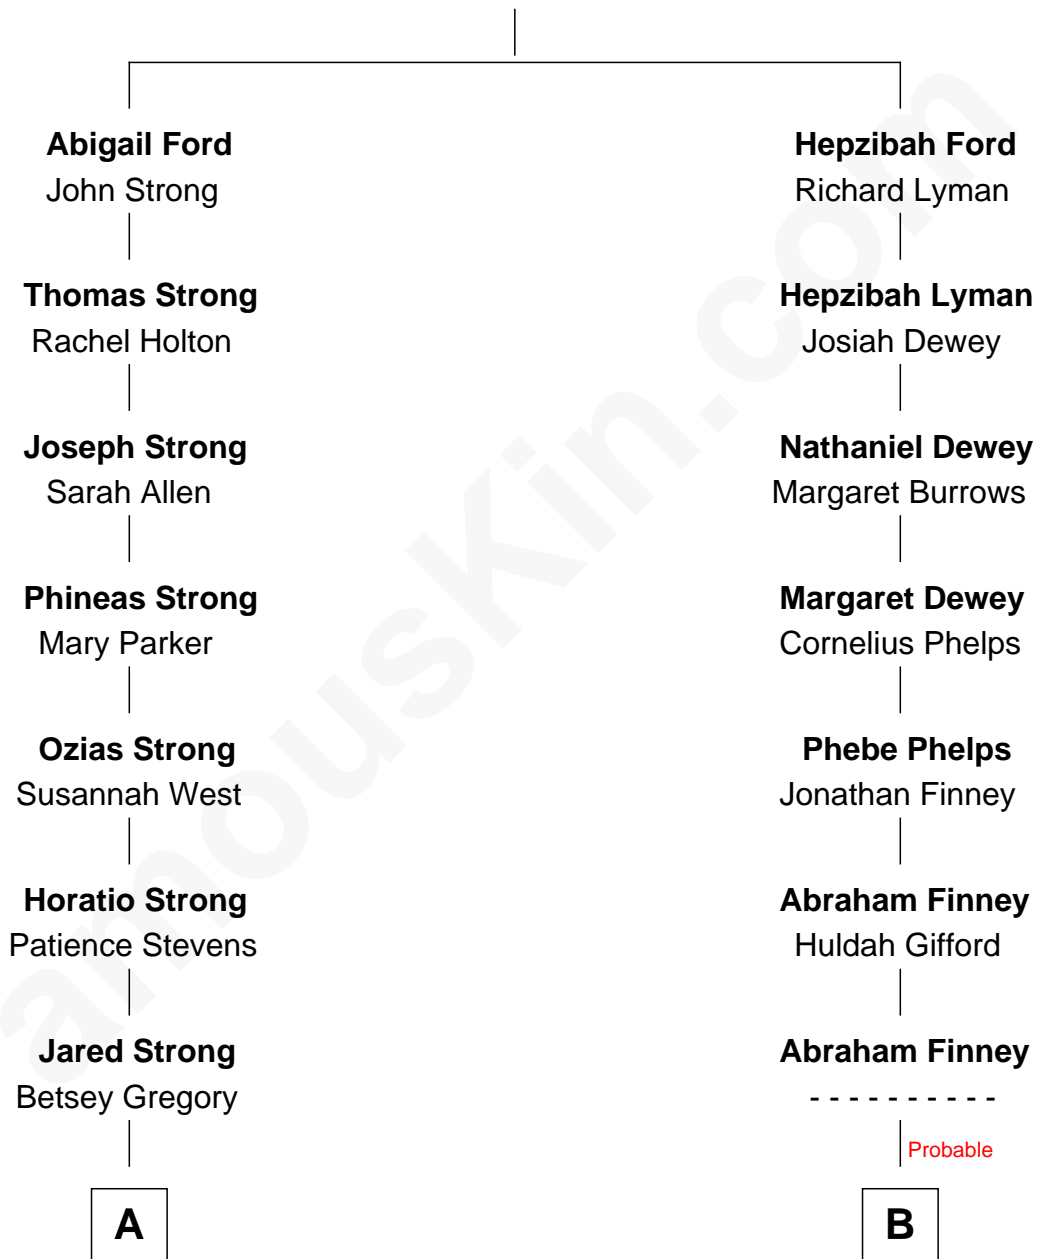 Abigail Ford
John Strong
Hepzibah Ford
Richard Lyman
Thomas Strong
Rachel Holton
Hepzibah Lyman
Josiah Dewey
Joseph Strong
Sarah Allen
Nathaniel Dewey
Margaret Burrows
Phineas Strong
Mary Parker
Margaret Dewey
Cornelius Phelps
Ozias Strong
Susannah West
Phebe Phelps
Jonathan Finney
Horatio Strong
Patience Stevens
Abraham Finney
Huldah Gifford
Jared Strong
Betsey Gregory
Abraham Finney
- - - - - - - - - -
Probable
A
B
amouskin.com